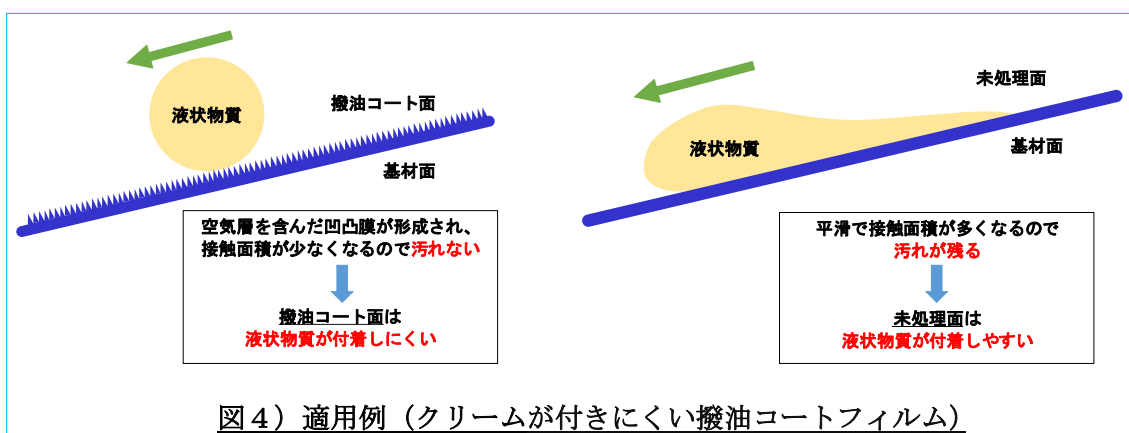 液状物質
撥油コート面
基材面
空気層を含んだ凹凸膜が形成され、
接触面積が少なくなるので汚れない
撥油コート面は
液状物質が付着しにくい
未処理面
液状物質
基材面
平滑で接触面積が多くなるので
汚れが残る
未処理面は
液状物質が付着しやすい
図4）適用例（クリームが付きにくい撥油コートフィルム）